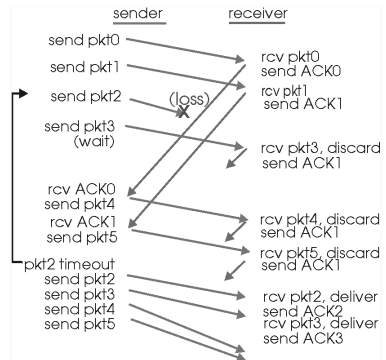 sender
receiver
send pkt0
send pkt1
send pkt2
(loss)
X
send pkt3
(wait)
rcv ACK0
send pkt4
rcv ACK1
send pkt5
pkt2 timeout
send pkt2
send pkt3
send pkt4
send pkt5
rcv pkt0
send ACK0
rcv pkt1
send ACK1
rcv pkt3, discard
send ACK1
rcv pkt4, discard
send ACK1
rcv pkt5, discard
send ACK1
rcv pkt2, deliver
send ACK2
rcv pkt3, deliver
send ACK3